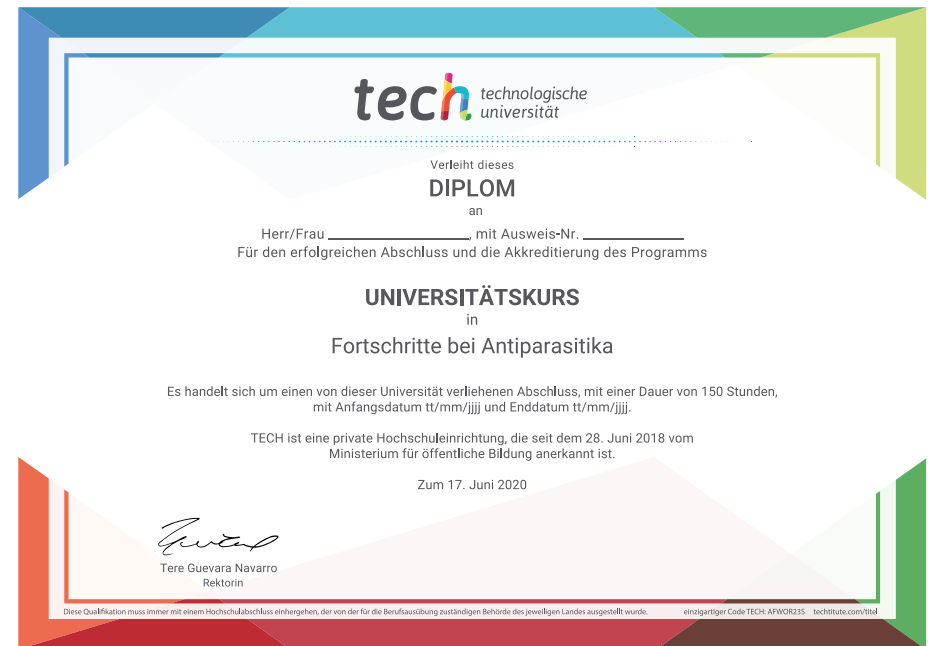 tech technologische
universität
Verleiht dieses
DIPLOM
an
Herr/Frau ____________, mit Ausweis-Nr. ____________
Für den erfolgreichen Abschluss und die Akkreditierung des Programms
UNIVERSITÄTSKURS
in
Fortschritte bei Antiparasitika
Es handelt sich um einen von dieser Universität verliehenen Abschluss, mit einer Dauer von 150 Stunden,
mit Anfangsdatum tt/mm/jjjj und Enddatum tt/mm/jjjj.
TECH ist eine private Hochschuleinrichtung, die seit dem 28. Juni 2018 vom
Ministerium für öffentliche Bildung anerkannt ist.
Zum 17. Juni 2020
Tere Guevara Navarro
Rektorin
Diese Qualifikation muss immer mit einem Hochschulabschluss einhergehen, der von der für die Berufsausübung zuständigen Behörde des jeweiligen Landes ausgestellt wurde. einzigartiger Code TECH: AFWOR23S techtitute.com/titel